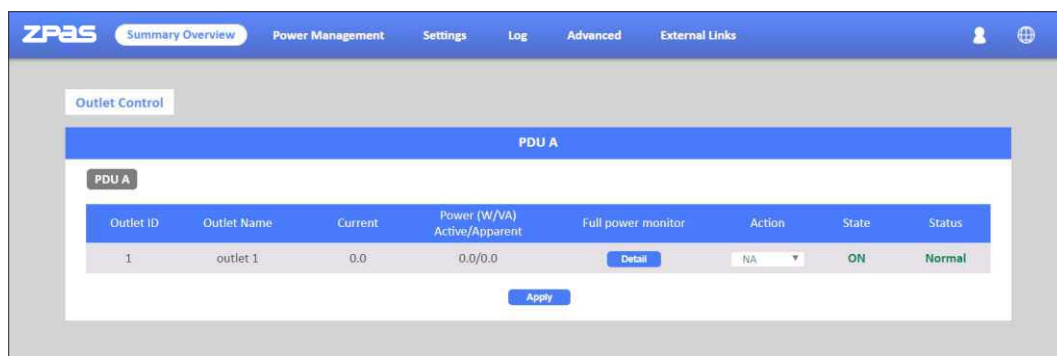 ZPAS Summary Overview Power Management Settings Log Advanced External Links
Outlet Control
PDU A
PDU A
Outlet ID Outlet Name Current Power (W/VA) Active/Apparent Full power monitor Action State Status
1 outlet 1 0.0 0.0/0.0 Detail NA ON Normal
Apply